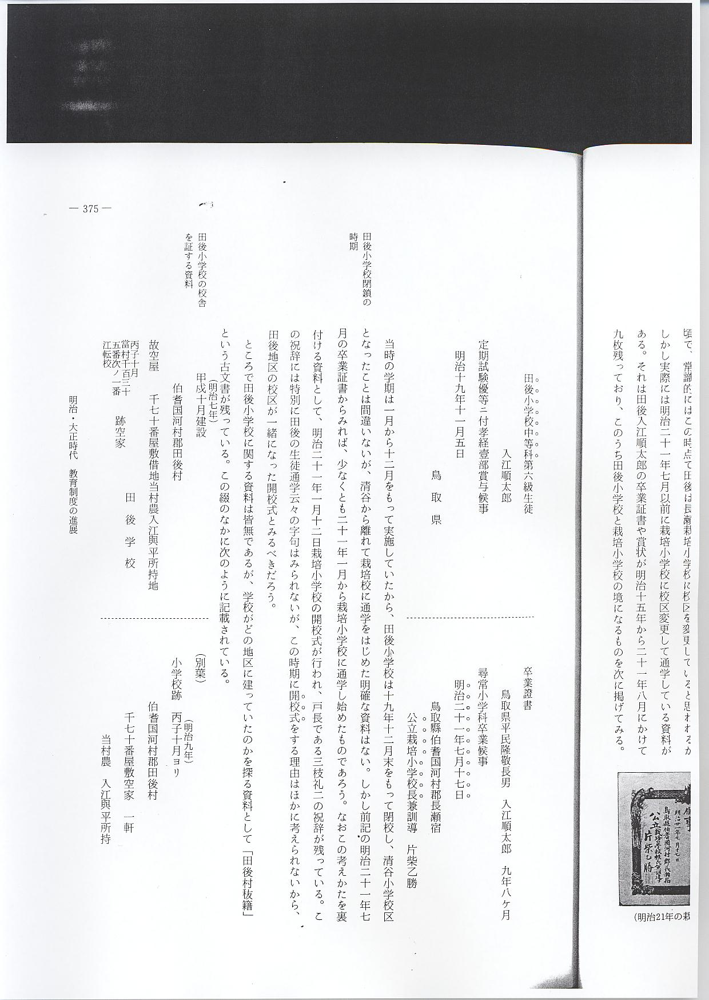 頃で、常識的にはこの時点で田後は長瀬栽培小学校に校区を変更していると思われるが
しかし実際には明治二十一年七月以前に栽培小学校に校区変更して通学している資料が
ある。それは田後入江順太郎の卒業証書や賞状が明治十五年から二十一年八月にかけて
九枚残っており、このうち田後小学校と栽培小学校の境になるものを次に掲げてみる。
明治廿一年七月十七日
鳥取縣伯耆國河村郡長瀬宿
片柴乙勝
(明治21年の栽
田後小学校中等科第六級生徒
入江順太郎
定期試験優等ニ付孝経壹部賞与候事
明治十九年十一月五日
鳥取県
卒業證書
鳥取県平民隆敬長男　入江順太郎　九年八ケ月
尋常小学科卒業候事
明治二十一年七月十七日
鳥取縣伯耆国河村郡長瀬宿
公立栽培小学校長兼訓導　片柴乙勝
当時の学期は一月から十二月をもって実施していたから、田後小学校は十九年十二月末をもって閉校し、清谷小学校区
田後小学校閉鎖の
時期
となったことは間違いないが、清谷から離れて栽培校に通学をはじめた明確な資料はない。しかし前記の明治二十一年七
月の卒業証書からみれば、少なくとも二十一年一月から栽培小学校に通学し始めたものであろう。なおこの考えかたを裏
付ける資料として、明治二十一年一月十二日栽培小学校の開校式が行われ、戸長である三枝礼二の祝辞が残っている。こ
の祝辞には特別に田後の生徒通学云々の字句はみられないが、この時期に開校式をする理由はほかに考えられないから、
田後地区の校区が一緒になった開校式とみるべきだろう。
ところで田後小学校に関する資料は皆無であるが、学校がどの地区に建っていたのかを探る資料として「田後村秡籍」
という古文書が残っている。この綴のなかに次のように記載されている。
田後小学校の校舎
を証する資料
(明治七年)
甲戍十月建設
伯耆国河村郡田後村
故空屋　千七十番屋敷借地当村農入江與平所持地
丙子十月
當村千百三十
五番次ノ一番
江転校
跡空家
田後学校
(別葉)
(明治九年)
小学校跡　丙子十月ヨリ
伯耆国河村郡田後村
千七十番屋敷空家　一軒
当村農　入江與平所持
明治・大正時代　教育制度の進展
― 375 ―